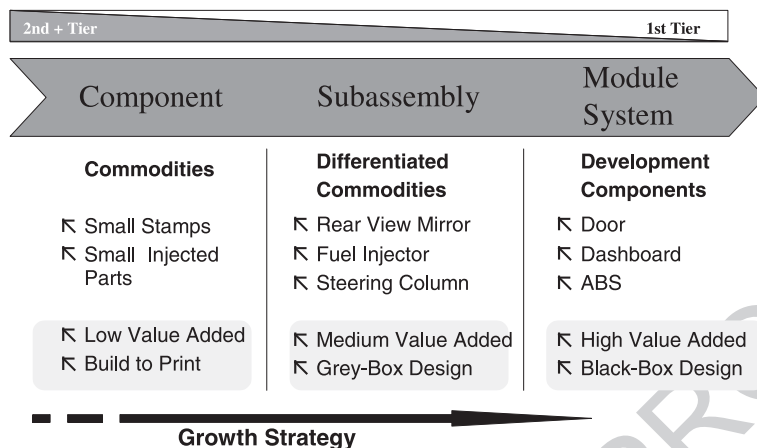 2nd + Tier
1st Tier
Component
Subassembly
Module
System
Commodities
Small Stamps
Small Injected
Parts
Low Value Added
Build to Print
Differentiated
Commodities
Rear View Mirror
Fuel Injector
Steering Column
Medium Value Added
Grey-Box Design
Development
Components
Door
Dashboard
ABS
High Value Added
Black-Box Design
Growth Strategy